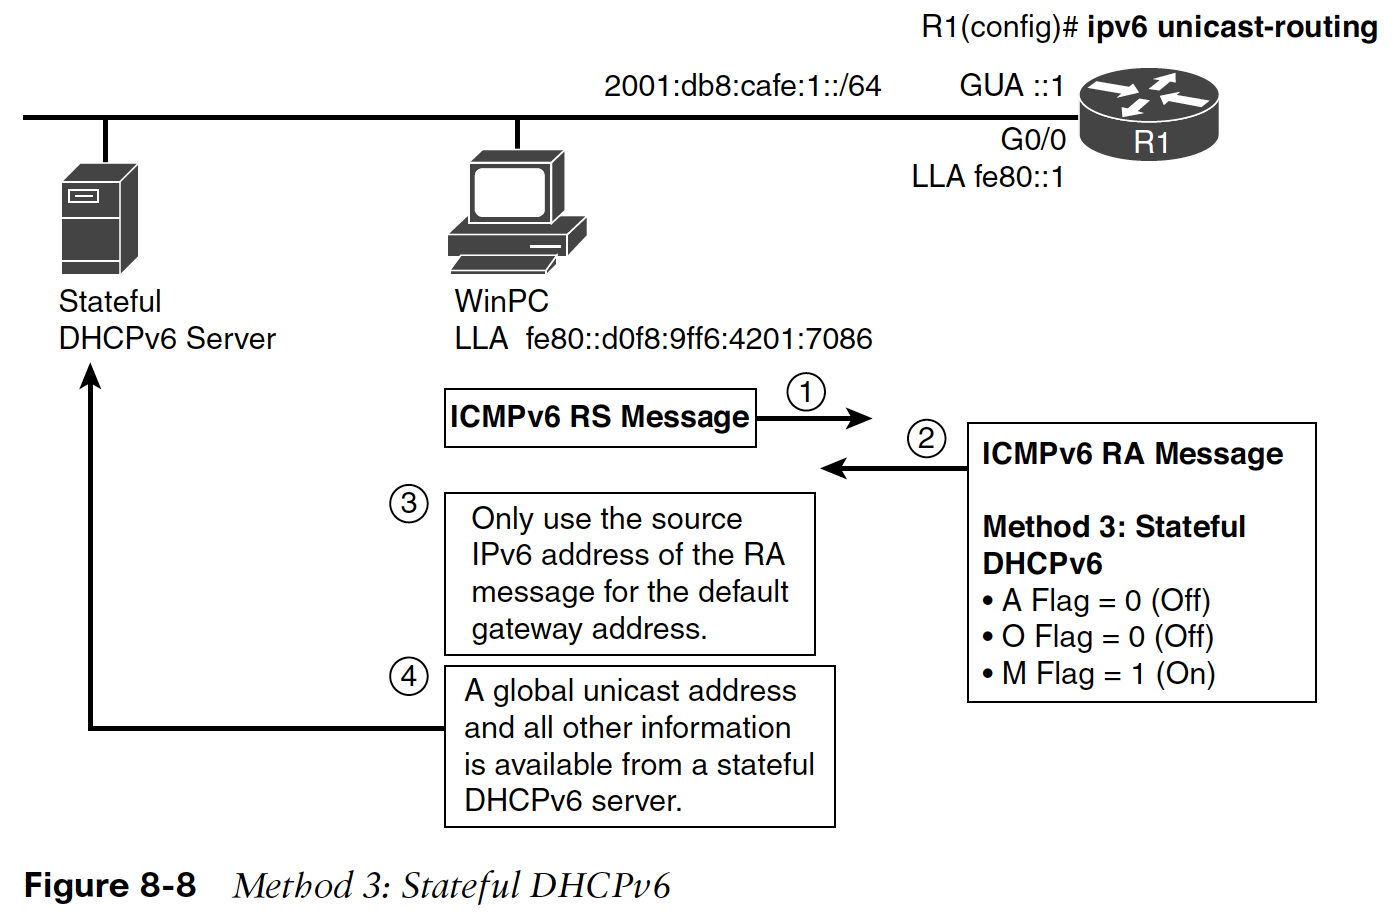 R1(config)# ipv6 unicast-routing
2001:db8:cafe:1::/64
GUA ::1
G0/0
R1
LLA fe80::1
Stateful
DHCPv6 Server
WinPC
LLA fe80::d0f8:9ff6:4201:7086
ICMPv6 RS Message
1
2
ICMPv6 RA Message
Method 3: Stateful
DHCPv6
• A Flag = 0 (Off)
• O Flag = 0 (Off)
• M Flag = 1 (On)
3
Only use the source
IPv6 address of the RA
message for the default
gateway address.
4
A global unicast address
and all other information
is available from a stateful
DHCPv6 server.
Figure 8-8 Method 3: Stateful DHCPv6